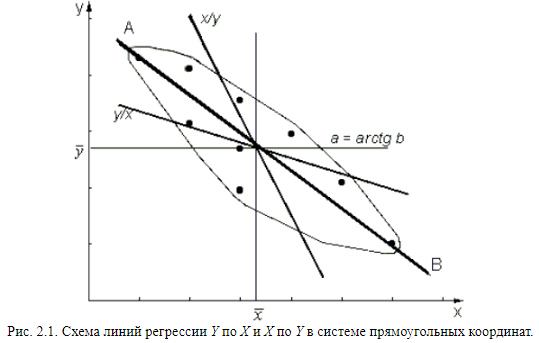 y
x/y
A
y/x
a = arctg b
y̅
B
x
x̅
Рис. 2.1. Схема линий регрессии Y по X и X по Y в системе прямоугольных координат.